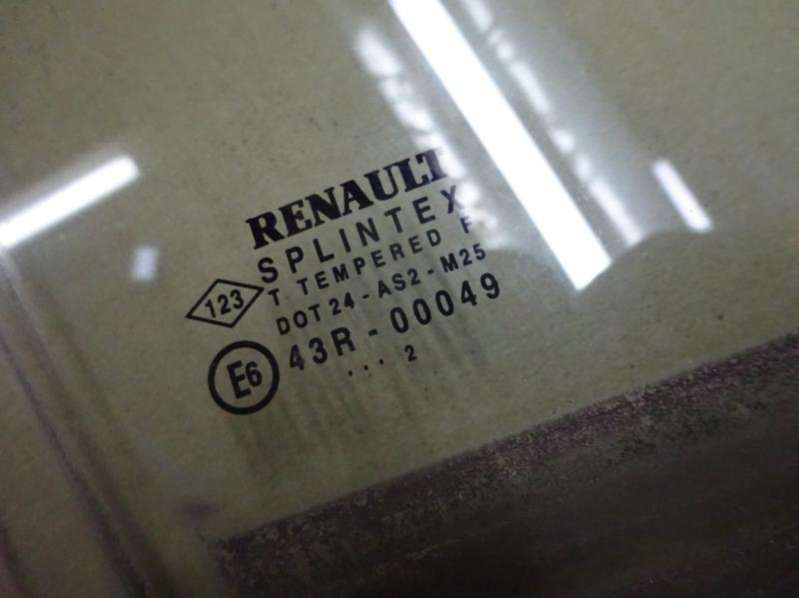 RENAULT
SPLINTEX
T TEMPERED F
123
DOT 24 - AS2 - M25
E6
43R - 00049
... 2